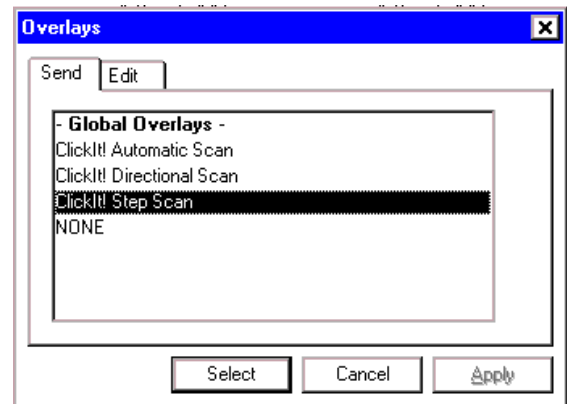 Overlays
Send Edit
- Global Overlays -
ClickIt! Automatic Scan
ClickIt! Directional Scan
ClickIt! Step Scan
NONE
Select Cancel Apply